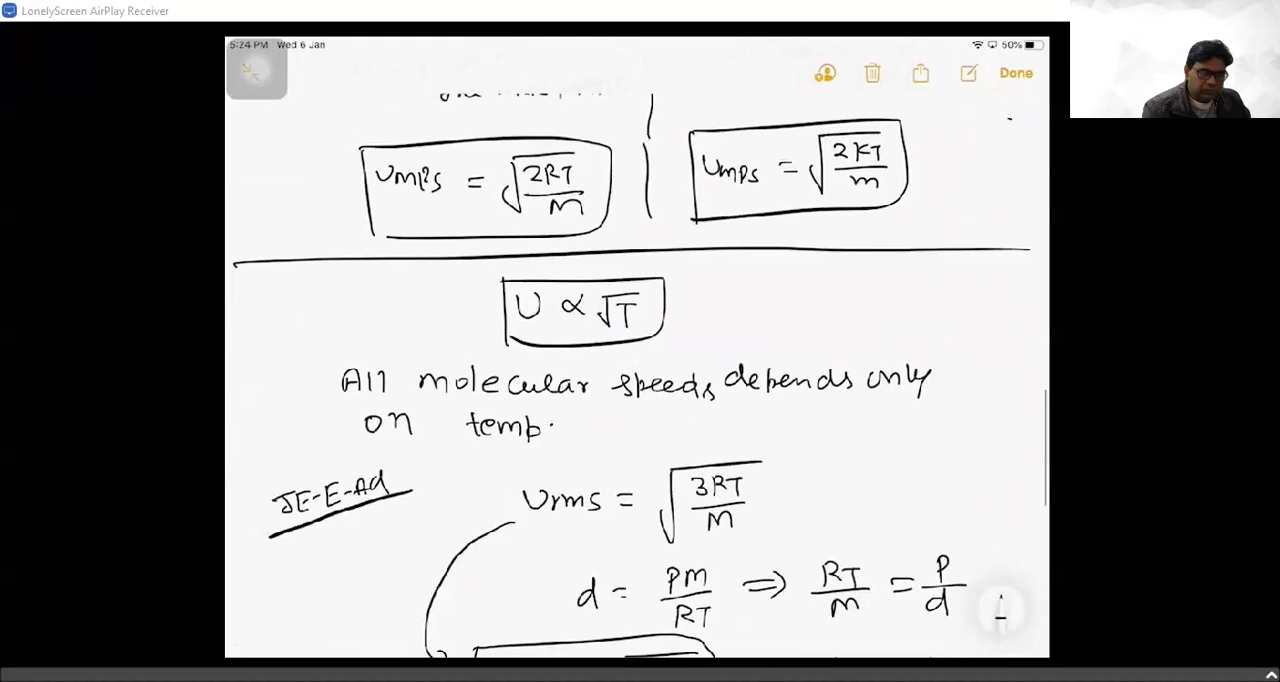 LonelyScreen AirPlay Receiver
5:24 PM Wed 6 Jan
50%
Done
Umps = √2RT/M
Umps = √2KT/m
U ∝ √T
All molecular speeds depends only
on temp.
JE-E-Ad
Urms = √3RT/M
d = PM/RT ⟹ RT/M = P/d